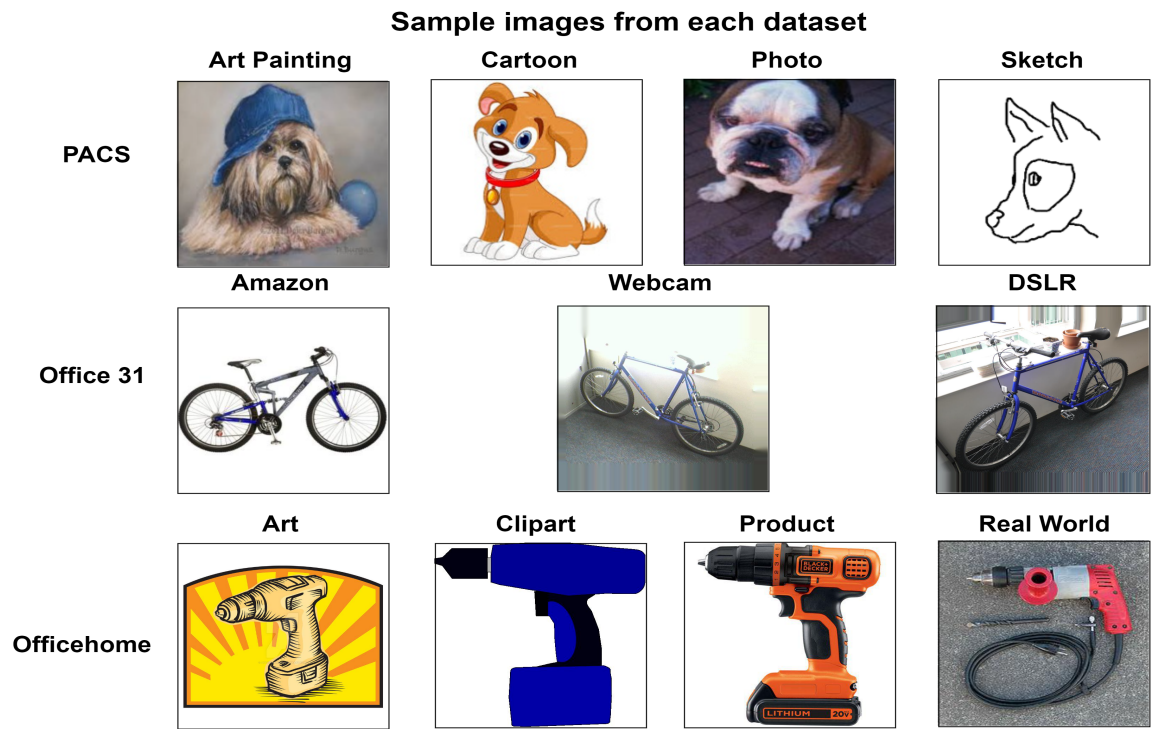 Sample images from each dataset
Art Painting
Cartoon
Photo
Sketch
PACS
Amazon
Webcam
DSLR
Office 31
Art
Clipart
Product
Real World
BLACK+
DECKER
Officehome
LITHIUM 20V